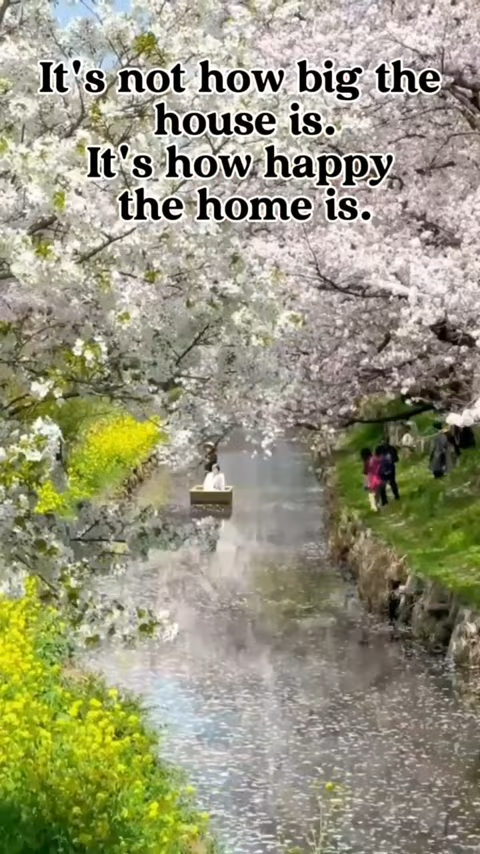 It's not how big the
house is.
It's how happy
the home is.